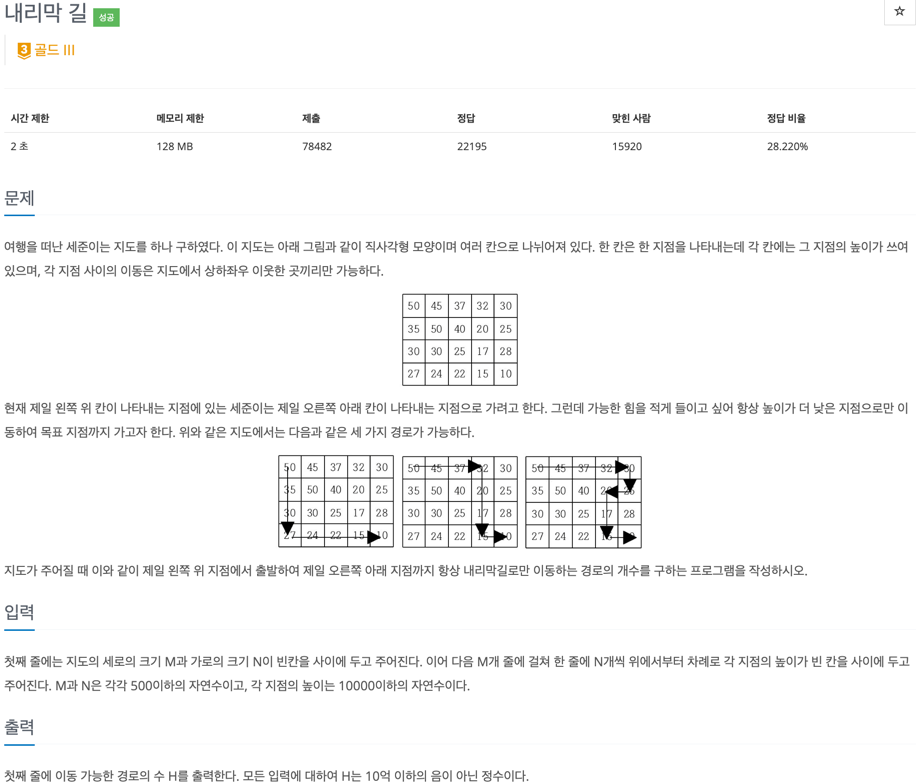 내리막 길 성공
3 골드 III
시간 제한 메모리 제한 제출 정답 맞힌 사람 정답 비율
2 초 128 MB 78482 22195 15920 28.220%
문제
여행을 떠난 세준이는 지도를 하나 구하였다. 이 지도는 아래 그림과 같이 직사각형 모양이며 여러 칸으로 나뉘어져 있다. 한 칸은 한 지점을 나타내는데 각 칸에는 그 지점의 높이가 쓰여
있으며, 각 지점 사이의 이동은 지도에서 상하좌우 이웃한 곳끼리만 가능하다.
50 45 37 32 30
35 50 40 20 25
30 30 25 17 28
27 24 22 15 10
현재 제일 왼쪽 위 칸이 나타내는 지점에 있는 세준이는 제일 오른쪽 아래 칸이 나타내는 지점으로 가려고 한다. 그런데 가능한 힘을 적게 들이고 싶어 항상 높이가 더 낮은 지점으로만 이
동하여 목표 지점까지 가고자 한다. 위와 같은 지도에서는 다음과 같은 세 가지 경로가 가능하다.
50 45 37 32 30
35 50 40 20 25
30 30 25 17 28
27 24 22 15 10
50 45 37 32 30
35 50 40 20 25
30 30 25 17 28
27 24 22 15 10
50 45 37 32 30
35 50 40 20 25
30 30 25 17 28
27 24 22 15 10
지도가 주어질 때 이와 같이 제일 왼쪽 위 지점에서 출발하여 제일 오른쪽 아래 지점까지 항상 내리막길로만 이동하는 경로의 개수를 구하는 프로그램을 작성하시오.
입력
첫째 줄에는 지도의 세로의 크기 M과 가로의 크기 N이 빈칸을 사이에 두고 주어진다. 이어 다음 M개 줄에 걸쳐 한 줄에 N개씩 위에서부터 차례로 각 지점의 높이가 빈 칸을 사이에 두고
주어진다. M과 N은 각각 500이하의 자연수이고, 각 지점의 높이는 10000이하의 자연수이다.
출력
첫째 줄에 이동 가능한 경로의 수 H를 출력한다. 모든 입력에 대하여 H는 10억 이하의 음이 아닌 정수이다.